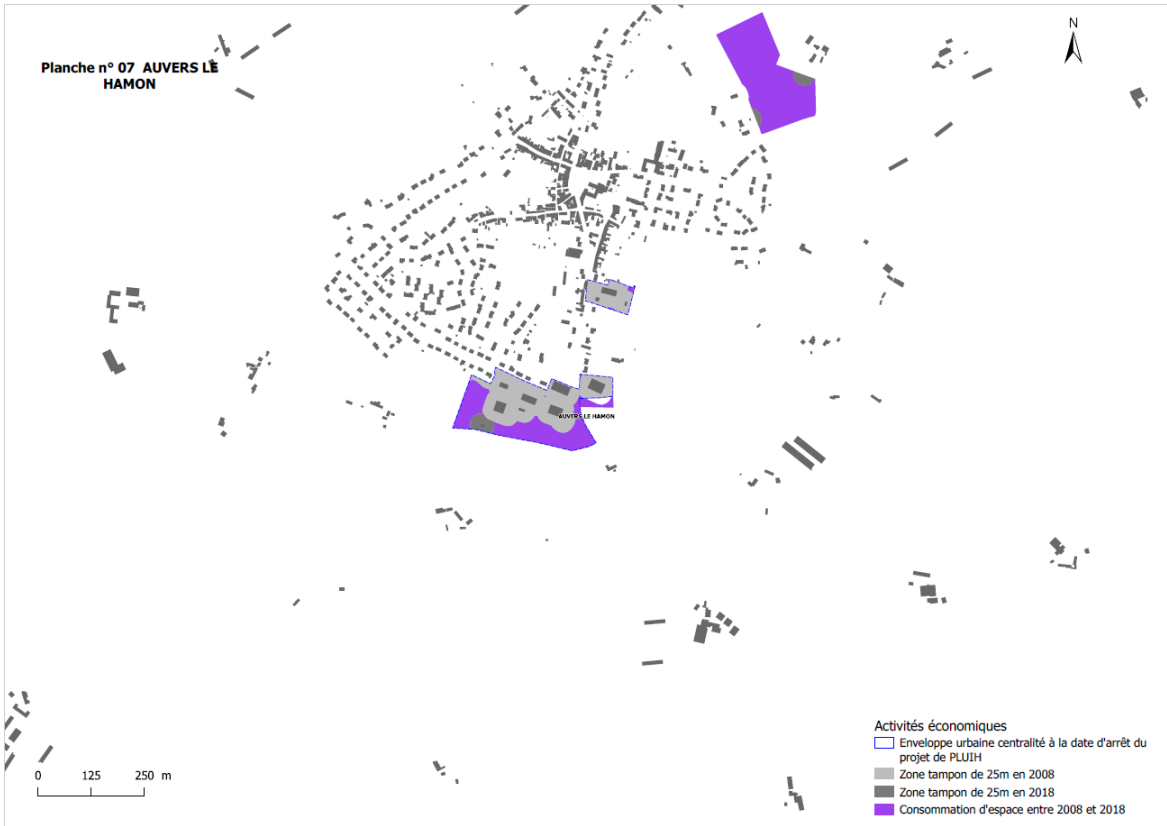 Planche n° 07 AUVERS LE
HAMON
N
AUVERS LE HAMON
Activités économiques
Enveloppe urbaine centralité à la date d'arrêt du
projet de PLUIH
Zone tampon de 25m en 2008
Zone tampon de 25m en 2018
Consommation d'espace entre 2008 et 2018
0 125 250 m